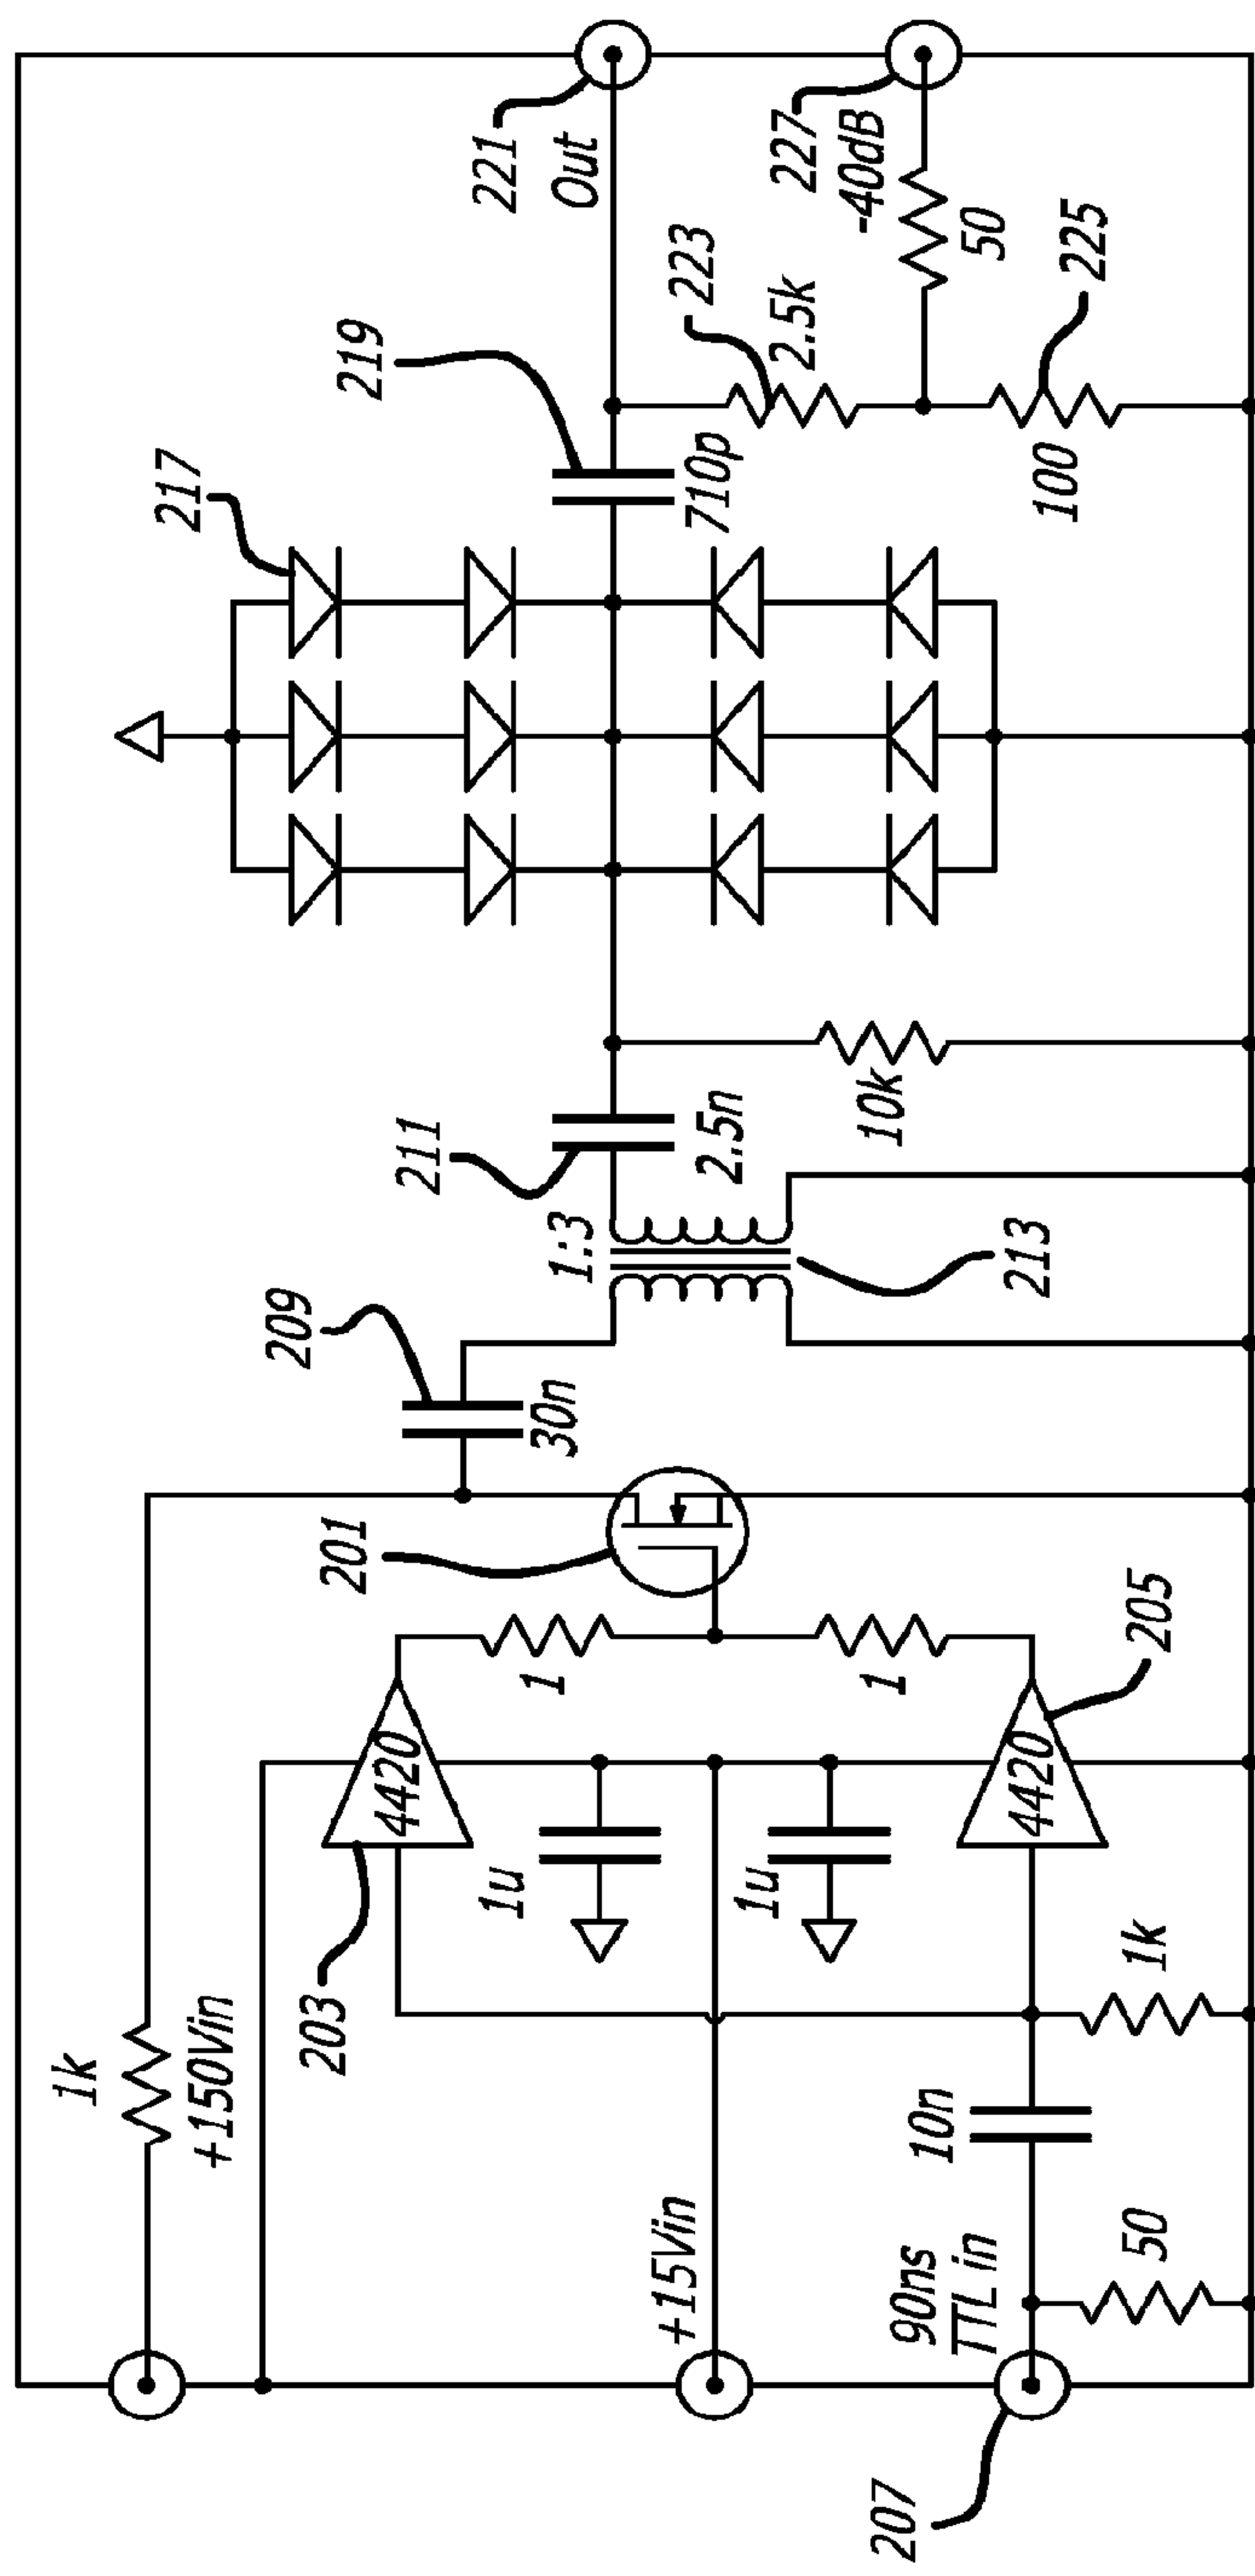 1k
+150Vin
203
4420
1
201
209
30n
1:3
211
2.5n
213
217
219
710p
223
2.5k
221
Out
227
-40dB
50
225
100
10k
1u
1u
+15Vin
90ns
TTL in
207
50
10n
1k
4420
205
1